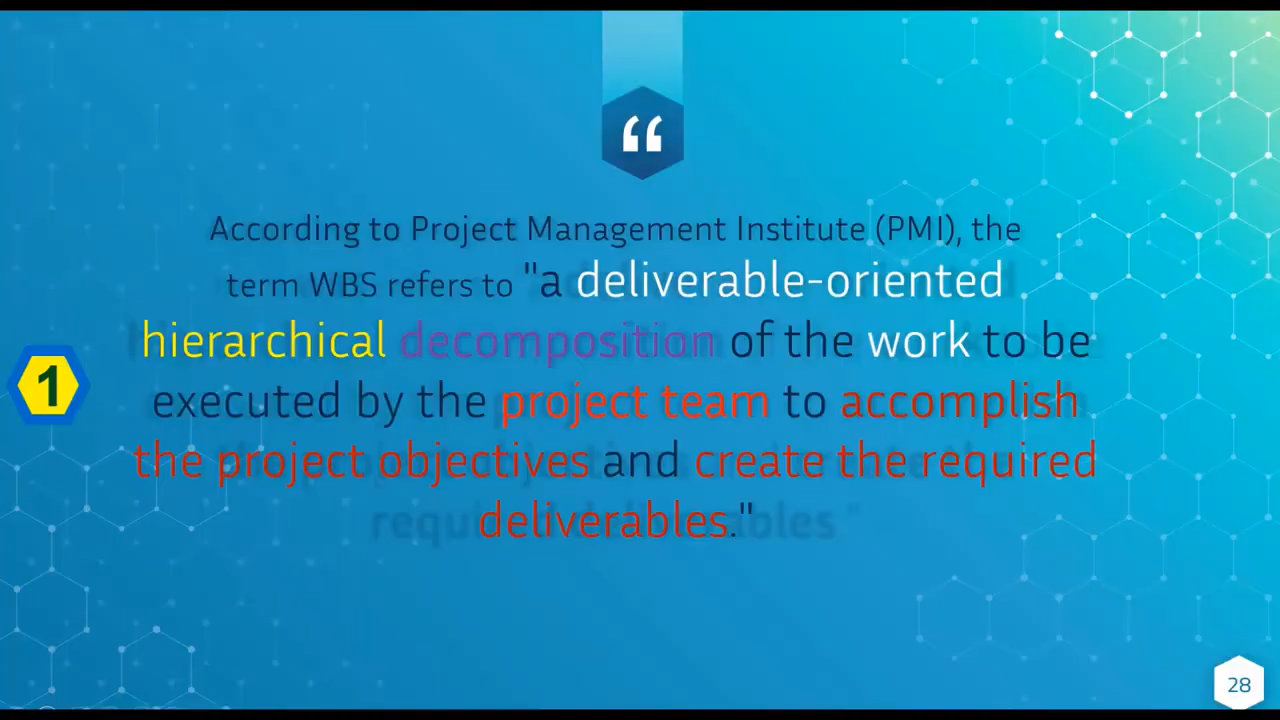 “
According to Project Management Institute (PMI), the
term WBS refers to "a deliverable-oriented
hierarchical decomposition of the work to be
1
executed by the project team to accomplish
the project objectives and create the required
deliverables."
28